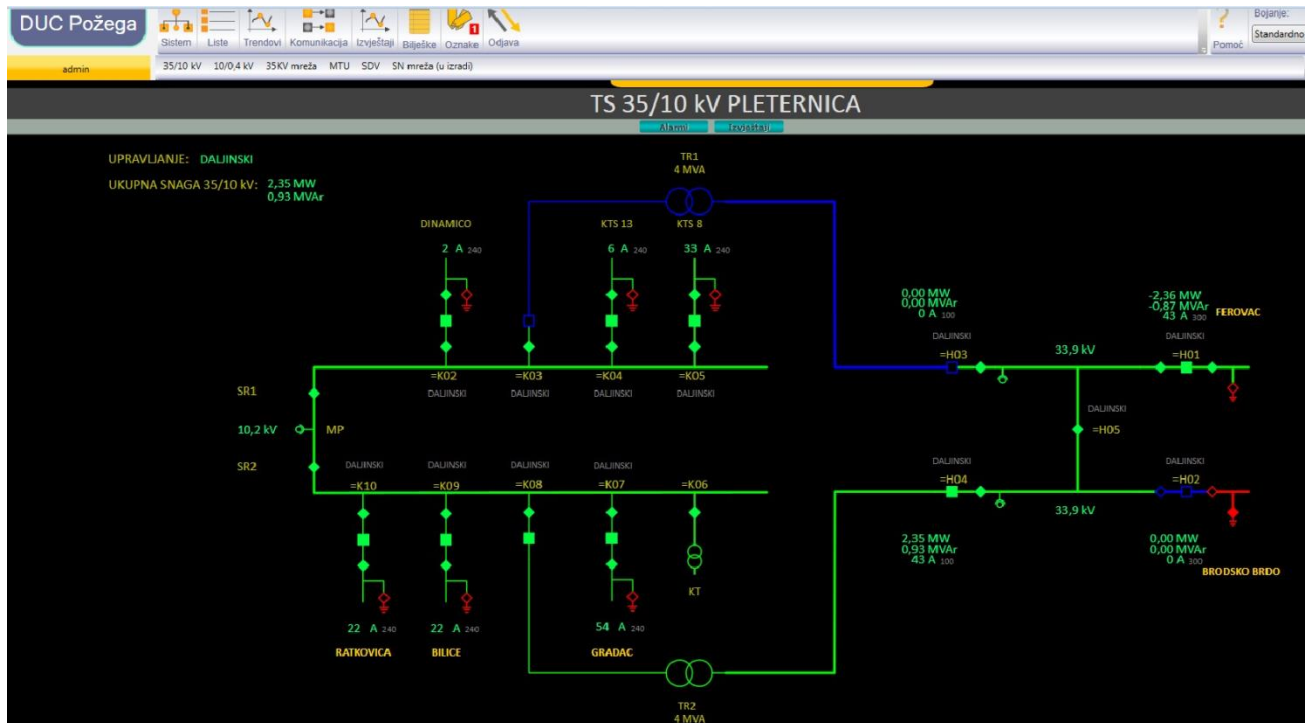 DUC Požega
Sistem Liste Trendovi Komunikacija Izvještaji Bilješke Oznake Odjava
1
Pomoć
Bojanje:
Standardno
admin
35/10 kV 10/0,4 kV 35KV mreža MTU SDV SN mreža (u izradi)
TS 35/10 kV PLETERNICA
Alarmi Izvještaji
UPRAVLJANJE: DALJINSKI
UKUPNA SNAGA 35/10 kV: 2,35 MW
0,93 MVAr
TR1
4 MVA
DINAMICO KTS 13 KTS 8
2 A 240 6 A 240 33 A 240
0,00 MW
0,00 MVAr
0 A 100
DALJINSKI
=H03
33,9 kV
-2,36 MW
-0,87 MVAr
43 A 300
FEROVAC
DALJINSKI
=H01
=K02 =K03 =K04 =K05
DALJINSKI DALJINSKI DALJINSKI DALJINSKI
SR1
10,2 kV MP
SR2
DALJINSKI
=H05
DALJINSKI DALJINSKI DALJINSKI DALJINSKI
=K10 =K09 =K08 =K07 =K06
DALJINSKI
=H04
33,9 kV
DALJINSKI
=H02
2,35 MW
0,93 MVAr
43 A 100
0,00 MW
0,00 MVAr
0 A 300
BRODSKO BRDO
KT
22 A 240 22 A 240 54 A 240
RATKOVICA BILICE GRADAC
TR2
4 MVA